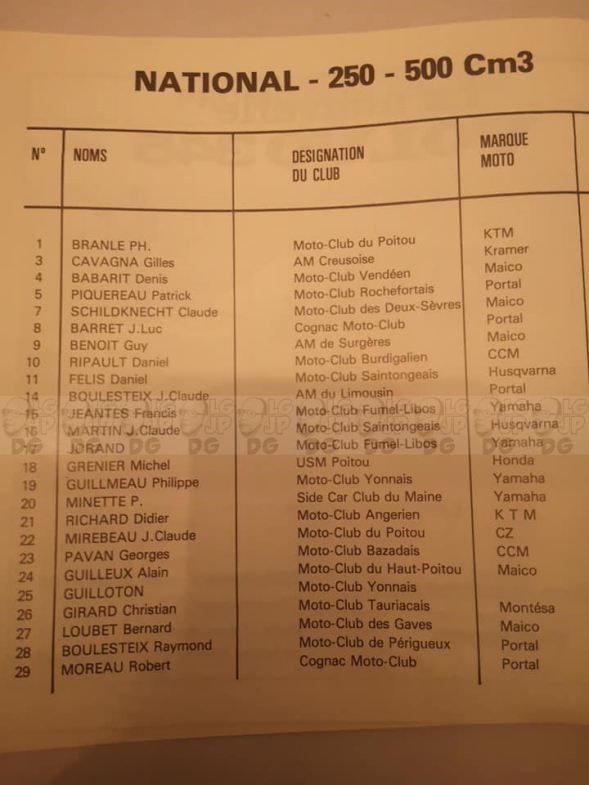 NATIONAL - 250 - 500 Cm3
N° NOMS DESIGNATION DU CLUB MARQUE MOTO
1 BRANLE PH. Moto-Club du Poitou KTM
3 CAVAGNA Gilles AM Creusoise Kramer
4 BABARIT Denis Moto-Club Vendéen Maico
5 PIQUEREAU Patrick Moto-Club Rochefortais Portal
7 SCHILDKNECHT Claude Moto-Club des Deux-Sèvres Maico
8 BARRET J.Luc Cognac Moto-Club Portal
9 BENOIT Guy AM de Surgères Maico
10 RIPAULT Daniel Moto-Club Burdigalien CCM
11 FELIS Daniel Moto-Club Saintongeais Husqvarna
14 BOULESTEIX J.Claude AM du Limousin Portal
15 JEANTES Francis Moto-Club Fumel-Libos Yamaha
16 MARTIN J.Claude Moto-Club Saintongeais Husqvarna
17 JORAND Moto-Club Fumel-Libos Yamaha
18 GRENIER Michel USM Poitou Honda
19 GUILLMEAU Philippe Moto-Club Yonnais Yamaha
20 MINETTE P. Side Car Club du Maine Yamaha
21 RICHARD Didier Moto-Club Angerien K T M
22 MIREBEAU J.Claude Moto-Club du Poitou CZ
23 PAVAN Georges Moto-Club Bazadais CCM
24 GUILLEUX Alain Moto-Club du Haut-Poitou Maico
25 GUILLOTON Moto-Club Yonnais
26 GIRARD Christian Moto-Club Tauriacais Montésa
27 LOUBET Bernard Moto-Club des Gaves Maico
28 BOULESTEIX Raymond Moto-Club de Périgueux Portal
29 MOREAU Robert Cognac Moto-Club Portal